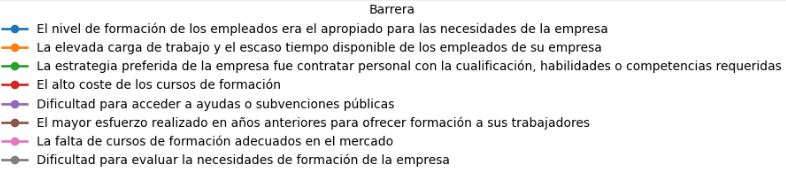 Barrera
El nivel de formación de los empleados era el apropiado para las necesidades de la empresa
La elevada carga de trabajo y el escaso tiempo disponible de los empleados de su empresa
La estrategia preferida de la empresa fue contratar personal con la cualificación, habilidades o competencias requeridas
El alto coste de los cursos de formación
Dificultad para acceder a ayudas o subvenciones públicas
El mayor esfuerzo realizado en años anteriores para ofrecer formación a sus trabajadores
La falta de cursos de formación adecuados en el mercado
Dificultad para evaluar la necesidades de formación de la empresa